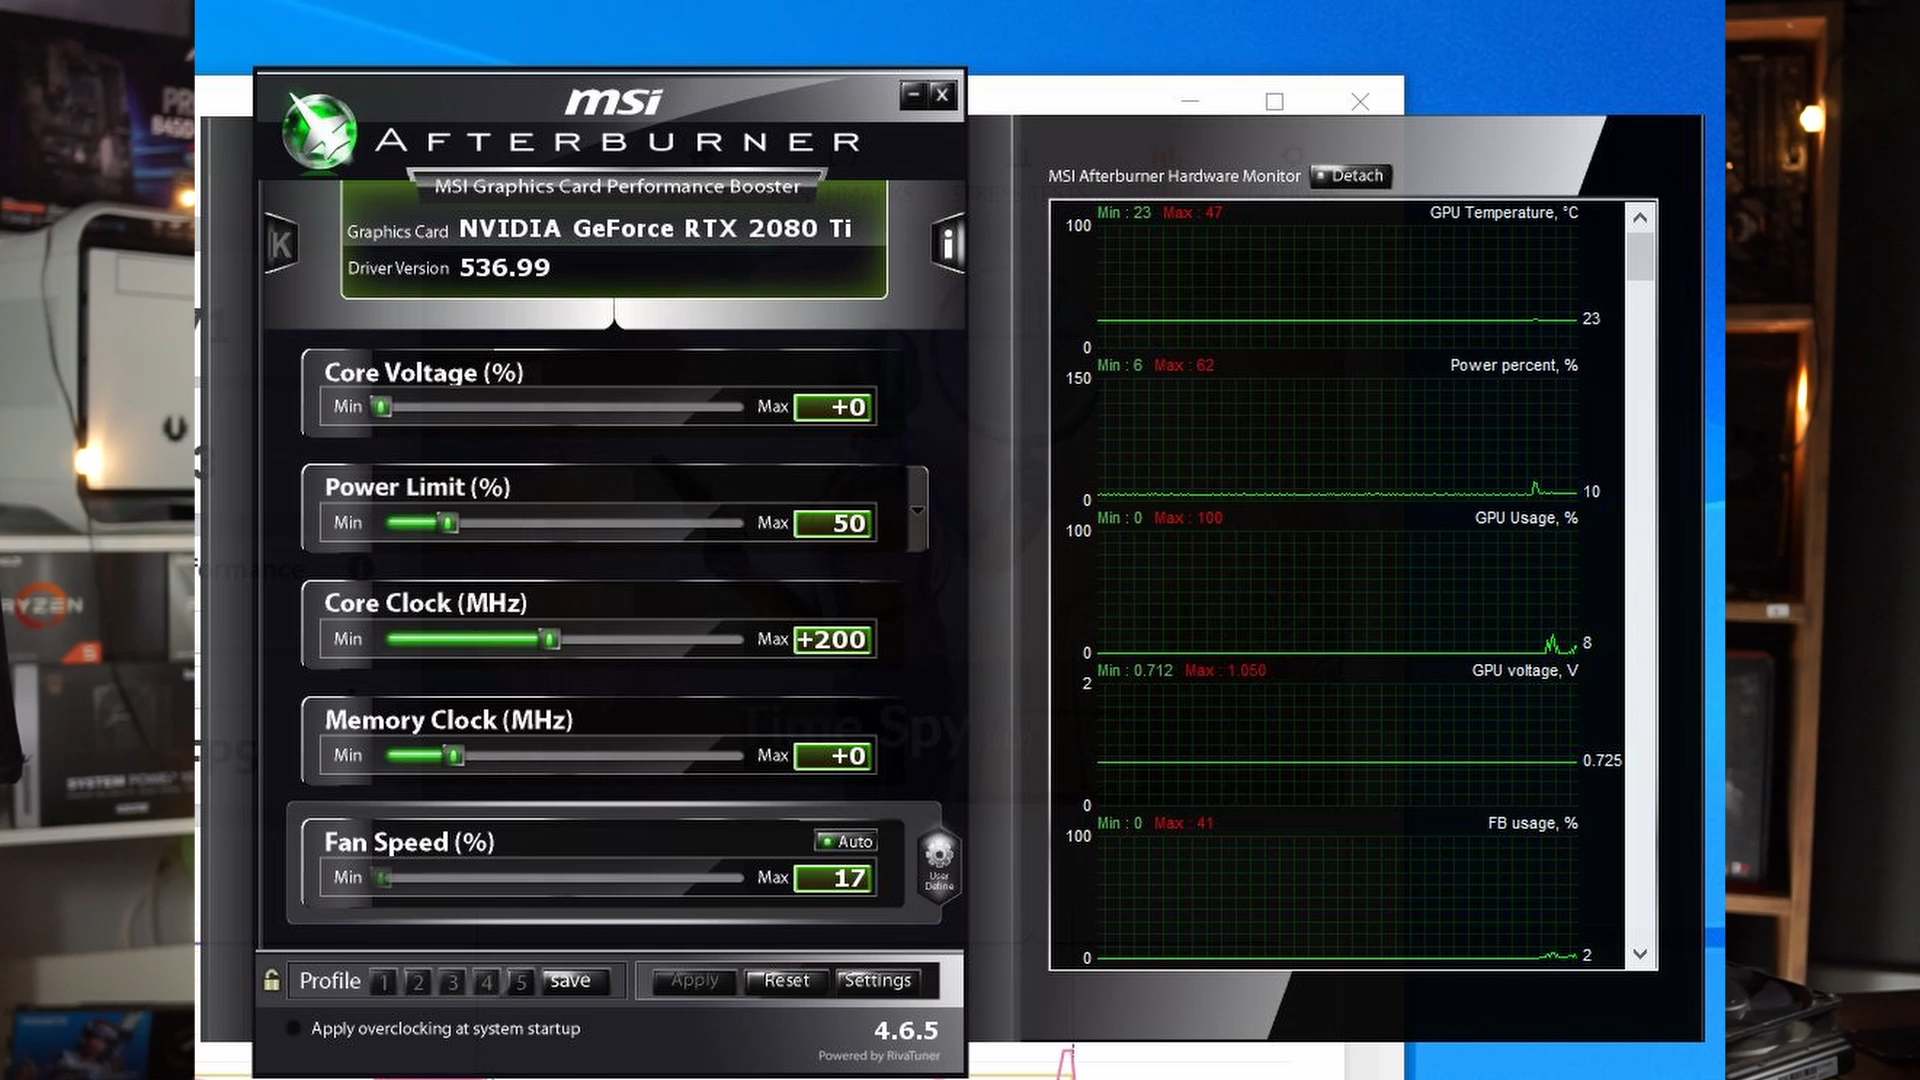 msi
AFTERBURNER
MSI Graphics Card Performance Booster
K
Graphics Card NVIDIA GeForce RTX 2080 Ti
i
Driver Version 536.99
Core Voltage (%)
Min Max +0
Power Limit (%)
Min Max 50
Core Clock (MHz)
Min Max +200
Memory Clock (MHz)
Min Max +0
Time Spy
Fan Speed (%)
Auto
Min Max 17
User
Define
Profile 1 2 3 4 5 save Apply Reset Settings
Apply overclocking at system startup
4.6.5
Powered by RivaTuner
MSI Afterburner Hardware Monitor Detach
Min : 23 Max : 47 GPU Temperature, °C
100
23
0
Min : 6 Max : 62 Power percent, %
150
10
0
Min : 0 Max : 100 GPU Usage, %
100
8
0
Min : 0.712 Max : 1.050 GPU voltage, V
2
0.725
0
Min : 0 Max : 41 FB usage, %
100
2
0
RYZEN
5
SYSTEM POWER